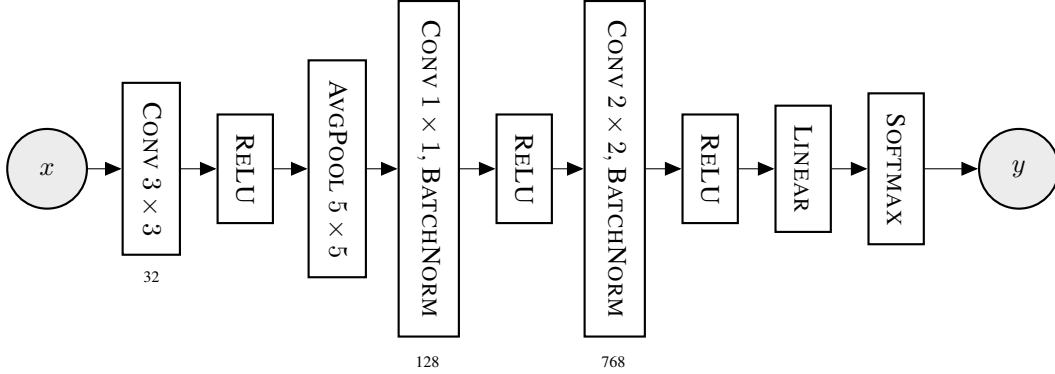 x
CONV 3 × 3
32
RELU
AVGPOOL 5 × 5
CONV 1 × 1, BATCHNORM
128
RELU
CONV 2 × 2, BATCHNORM
768
RELU
LINEAR
SOFTMAX
y